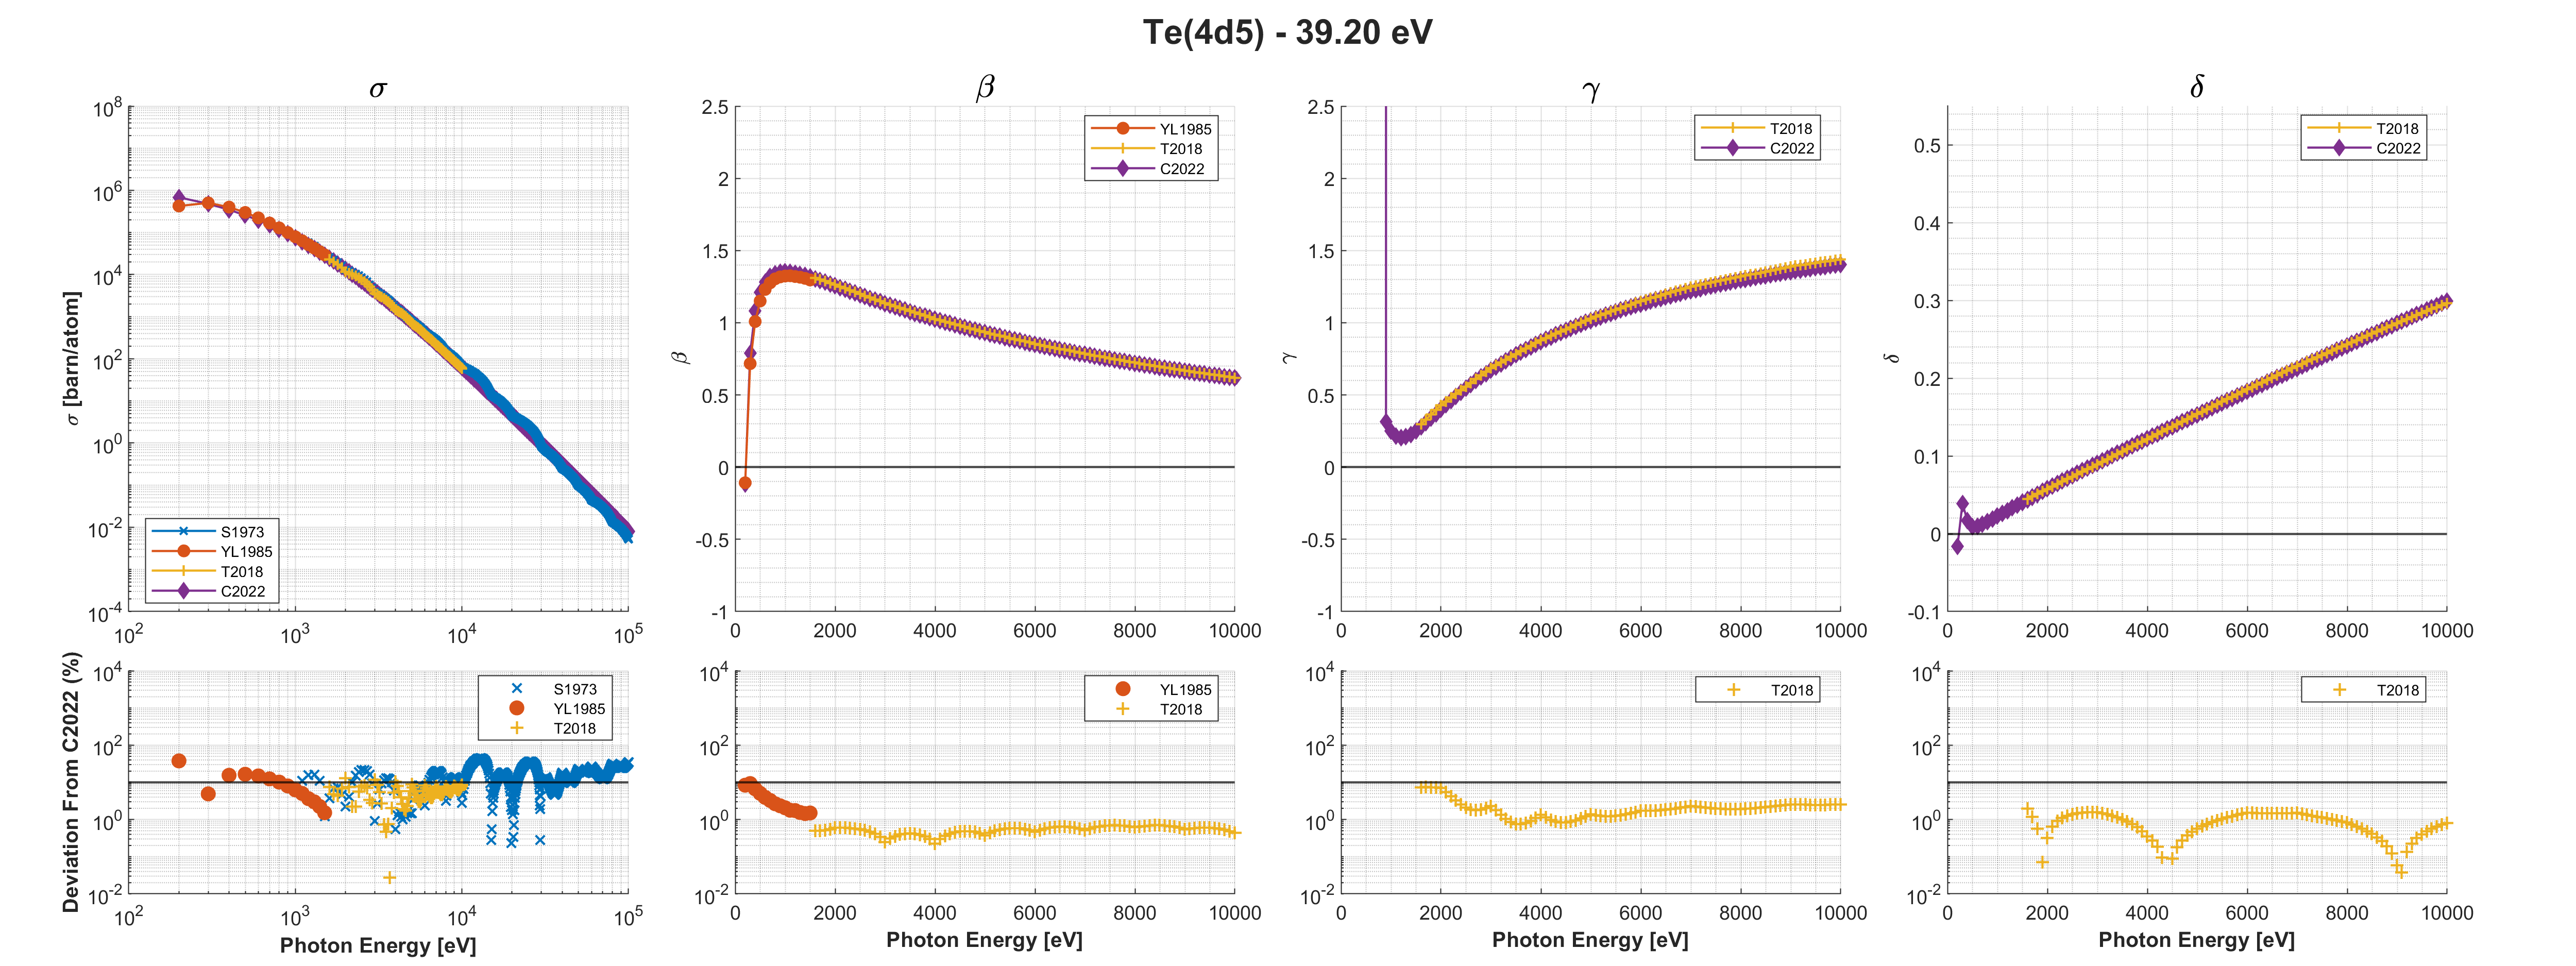 Te(4d5) - 39.20 eV
σ
10^8
10^6
10^4
10^2
10^0
10^-2
10^-4
10^2
10^3
10^4
10^5
σ [barn/atom]
S1973
YL1985
T2018
C2022
β
2.5
2
1.5
1
0.5
0
-0.5
-1
0
2000
4000
6000
8000
10000
β
YL1985
T2018
C2022
γ
2.5
2
1.5
1
0.5
0
-0.5
-1
0
2000
4000
6000
8000
10000
γ
T2018
C2022
δ
0.5
0.4
0.3
0.2
0.1
0
-0.1
0
2000
4000
6000
8000
10000
δ
T2018
C2022
Deviation From C2022 (%)
10^4
10^2
10^0
10^-2
10^2
10^3
10^4
10^5
S1973
YL1985
T2018
Photon Energy [eV]
10^4
10^2
10^0
10^-2
0
2000
4000
6000
8000
10000
YL1985
T2018
Photon Energy [eV]
10^4
10^2
10^0
10^-2
0
2000
4000
6000
8000
10000
T2018
Photon Energy [eV]
10^4
10^2
10^0
10^-2
0
2000
4000
6000
8000
10000
T2018
Photon Energy [eV]